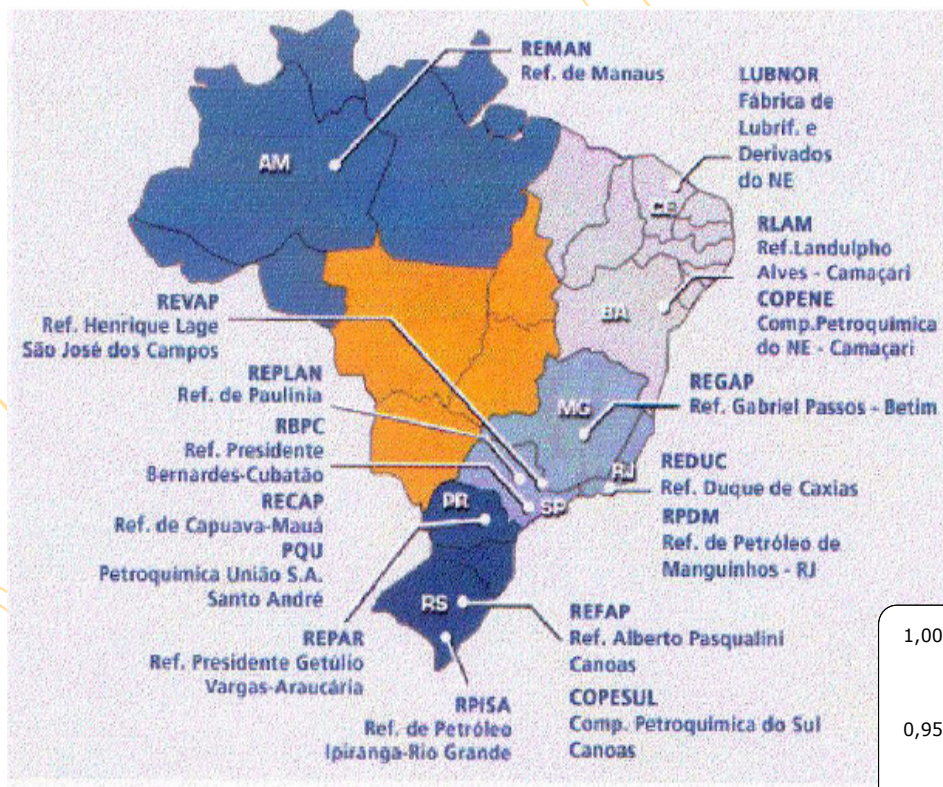 REMAN
Ref. de Manaus
LUBNOR
Fábrica de
Lubrif. e
Derivados
do NE
AM
CE
RLAM
Ref.Landulpho
Alves - Camaçari
COPENE
Comp.Petroquimica
do NE - Camaçari
BA
REVAP
Ref. Henrique Lage
São José dos Campos
REPLAN
Ref. de Paulinia
RBPC
Ref. Presidente
Bernardes-Cubatão
RECAP
Ref. de Capuava-Mauá
PQU
Petroquimica União S.A.
Santo André
MG
REGAP
Ref. Gabriel Passos - Betim
RJ
SP
REDUC
Ref. Duque de Caxias
RPDM
Ref. de Petróleo de
Manguinhos - RJ
PR
RS
REPAR
Ref. Presidente Getúlio
Vargas-Araucária
RPISA
Ref. de Petróleo
Ipiranga-Rio Grande
REFAP
Ref. Alberto Pasqualini
Canoas
COPESUL
Comp. Petroquimica do Sul
Canoas
1,00
0,95